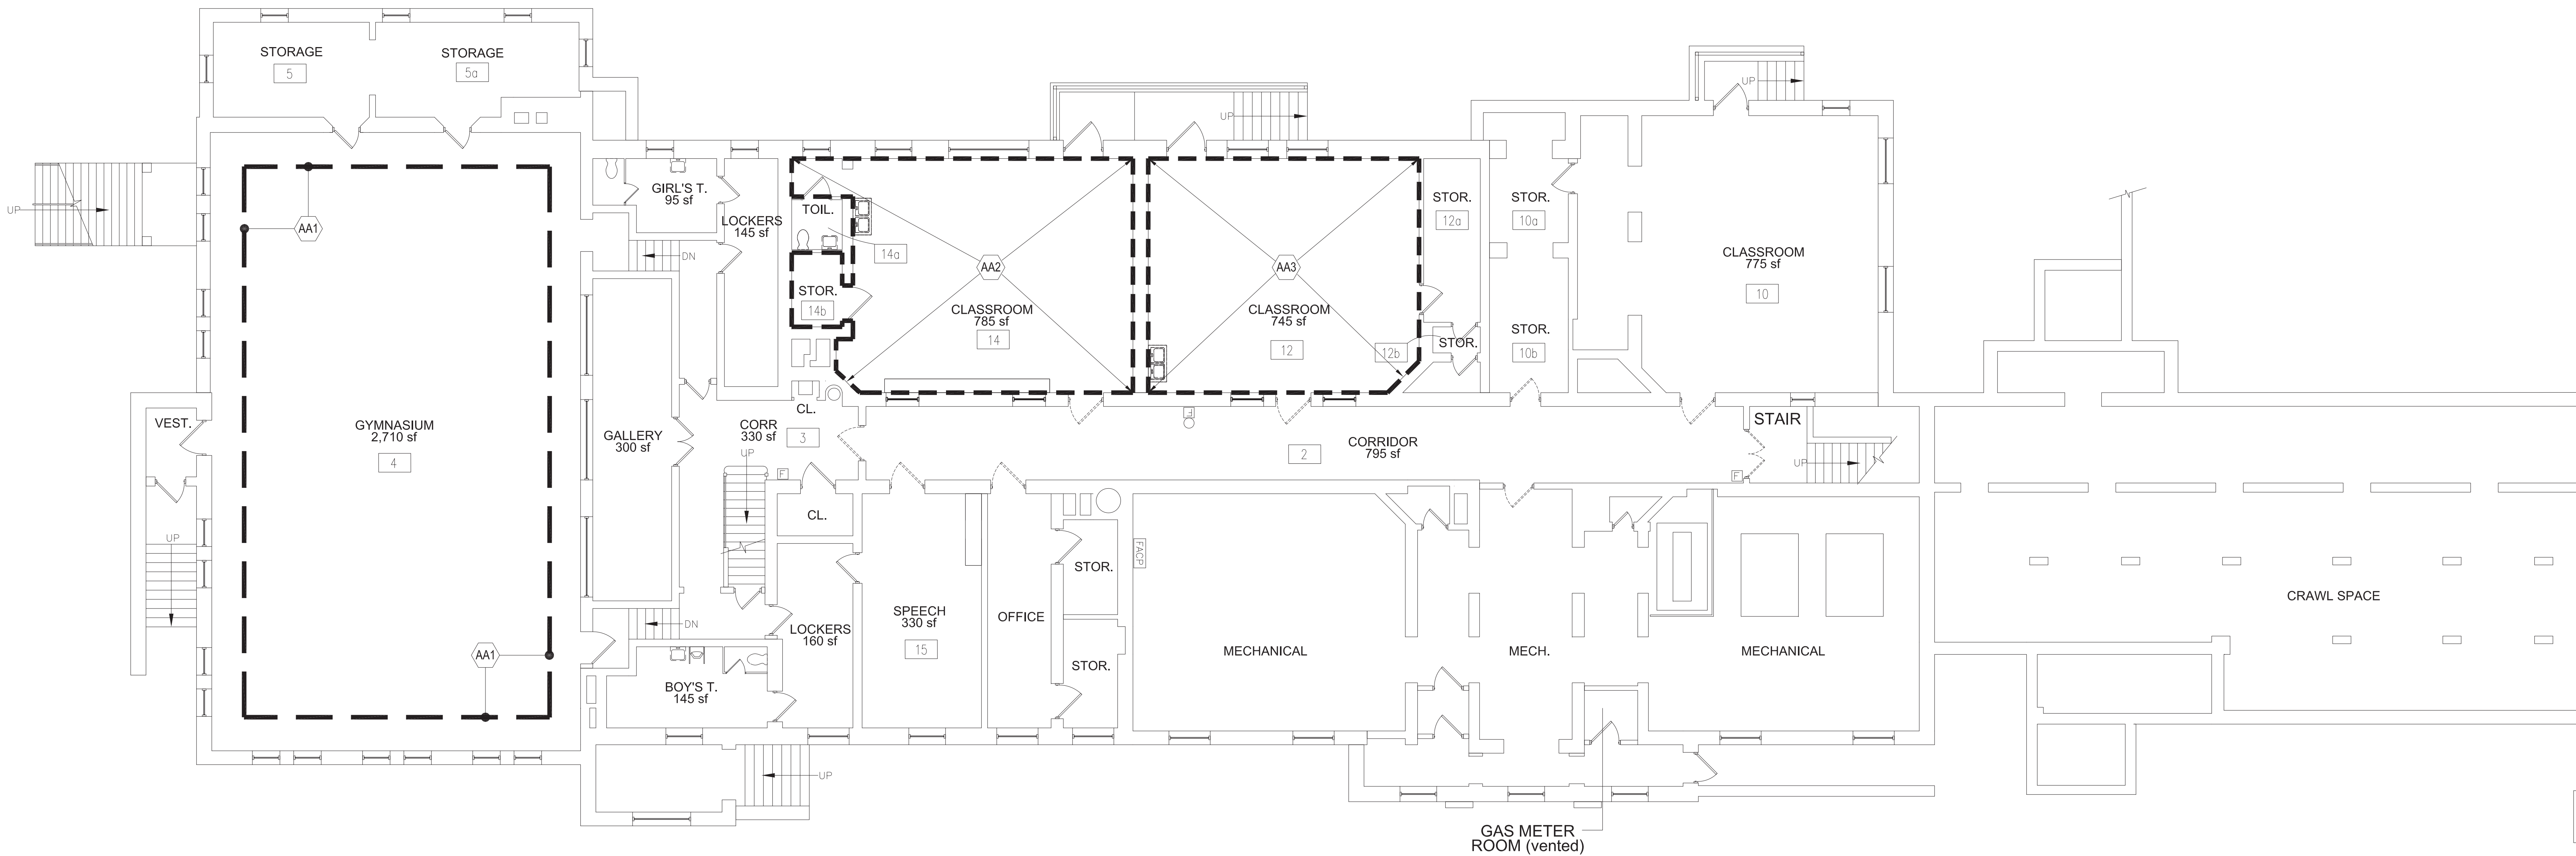 STORAGE
5
STORAGE
5a
UP
UP
UP
UP
GIRL'S T.
95 sf
LOCKERS
145 sf
TOIL.
14a
STOR.
14b
DN
AA1
AA2
CLASSROOM
785 sf
14
AA3
CLASSROOM
745 sf
12
STOR.
12a
STOR.
12b
STOR.
10a
STOR.
10b
CLASSROOM
775 sf
10
VEST.
GYMNASIUM
2,710 sf
4
GALLERY
300 sf
CORR
330 sf
3
CL.
UP
F
F
CORRIDOR
795 sf
2
STAIR
UP
F
UP
CL.
FACP
STOR.
OFFICE
SPEECH
330 sf
15
LOCKERS
160 sf
DN
AA1
BOY'S T.
145 sf
STOR.
MECHANICAL
MECH.
MECHANICAL
CRAWL SPACE
UP
GAS METER
ROOM (vented)